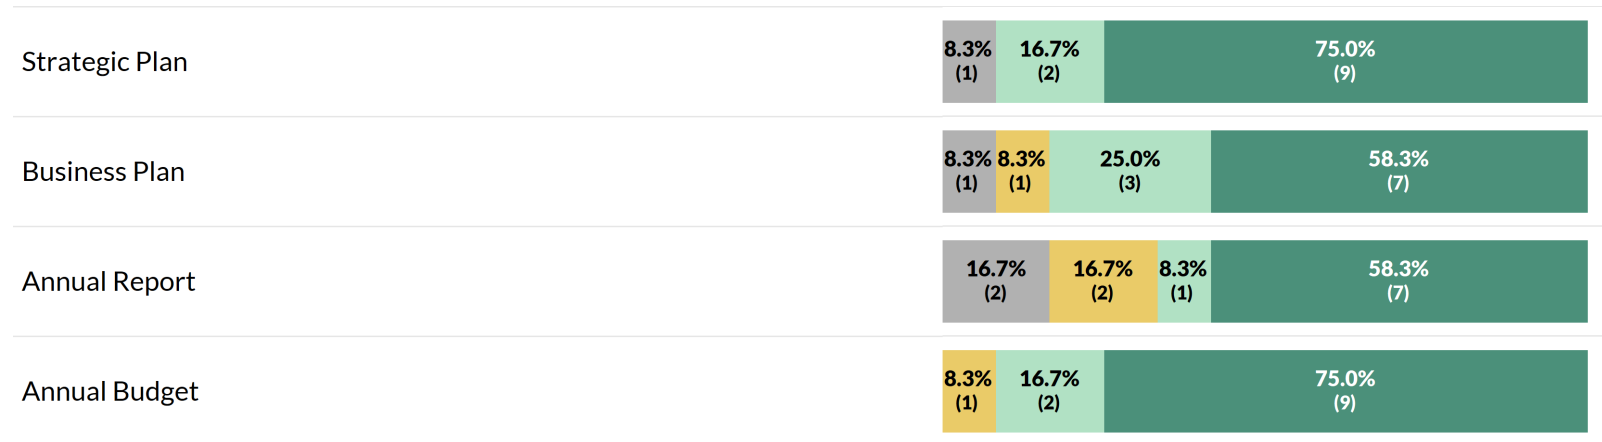 Strategic Plan
8.3% 16.7% 75.0%
(1) (2) (9)
Business Plan
8.3% 8.3% 25.0% 58.3%
(1) (1) (3) (7)
Annual Report
16.7% 16.7% 8.3% 58.3%
(2) (2) (1) (7)
Annual Budget
8.3% 16.7% 75.0%
(1) (2) (9)